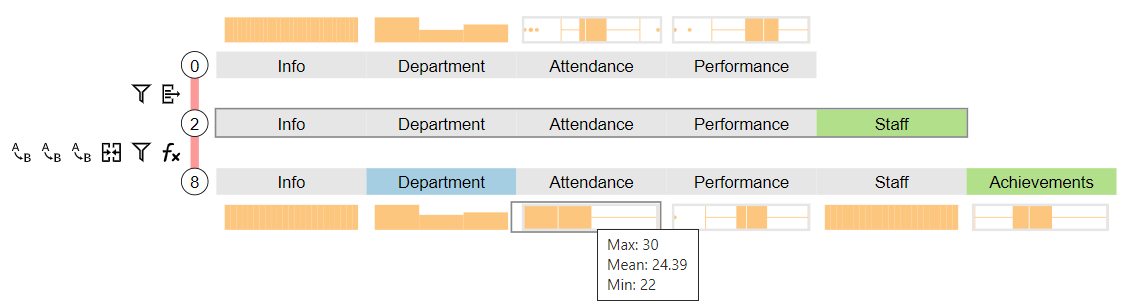 0 Info Department Attendance Performance
2 Info Department Attendance Performance Staff
A B A B A B fx
8 Info Department Attendance Performance Staff Achievements
Max: 30
Mean: 24.39
Min: 22